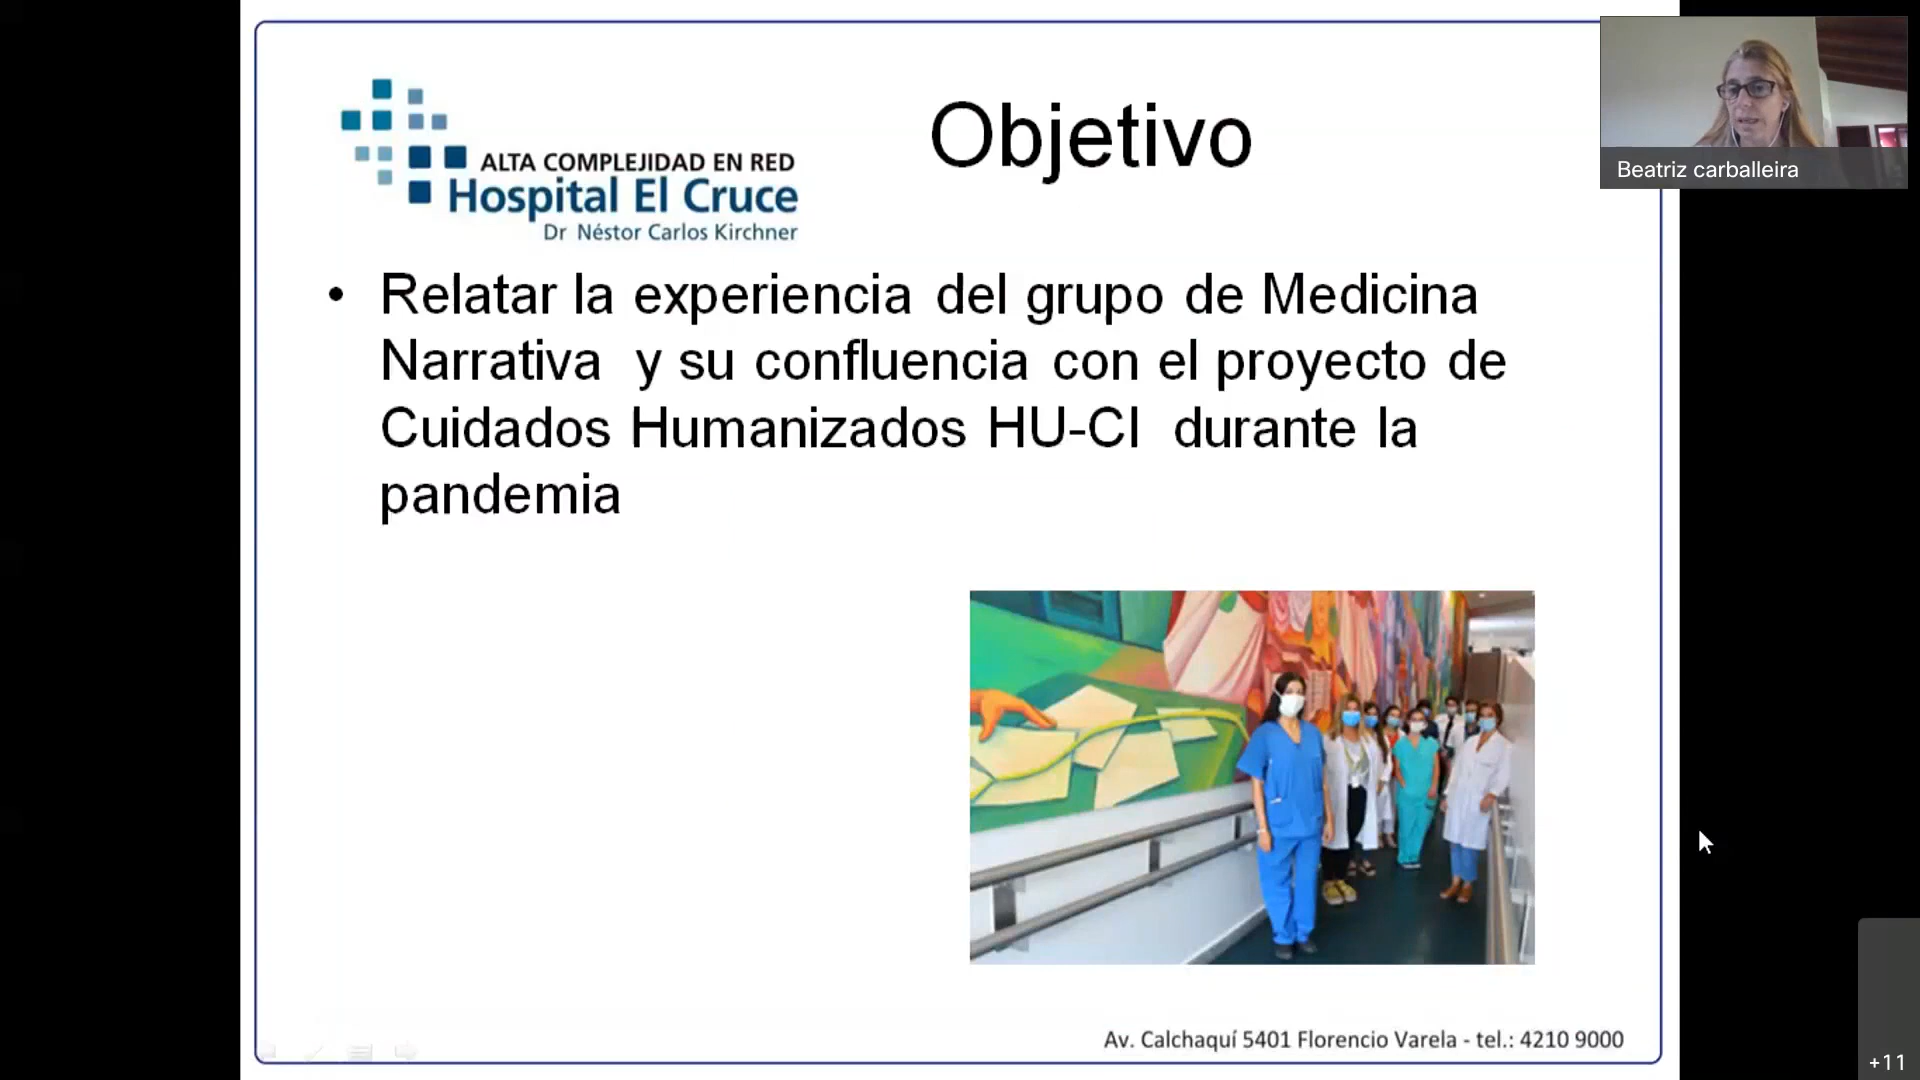 ALTA COMPLEJIDAD EN RED
Hospital El Cruce
Dr Néstor Carlos Kirchner
Objetivo
Beatriz carballeira
• Relatar la experiencia del grupo de Medicina
Narrativa y su confluencia con el proyecto de
Cuidados Humanizados HU-CI durante la
pandemia
Av. Calchaquí 5401 Florencio Varela - tel.: 4210 9000
+11